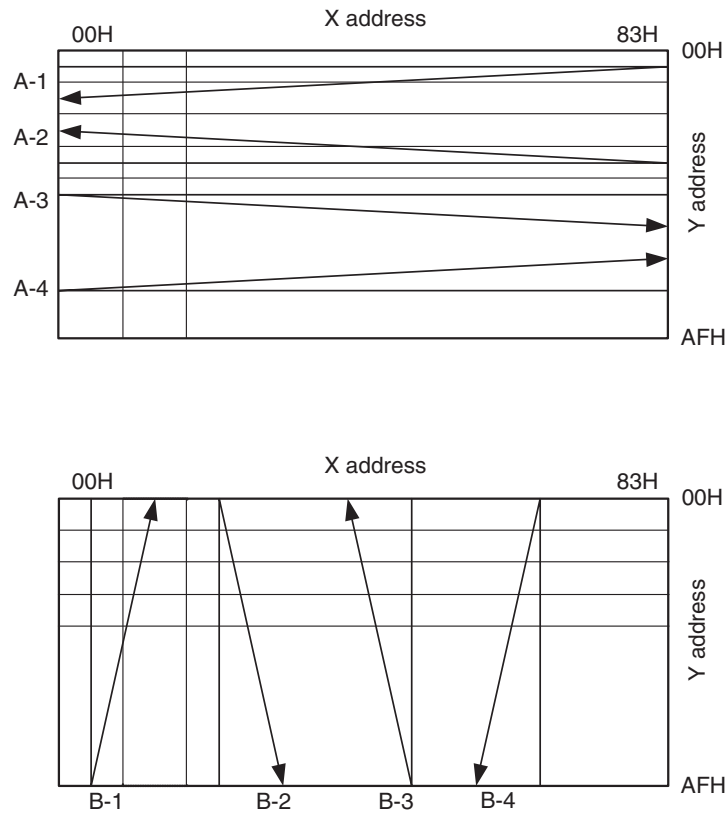 X address
00H 83H
00H
A-1
A-2
Y address
A-3
A-4
AFH
X address
00H 83H
00H
Y address
AFH
B-1 B-2 B-3 B-4